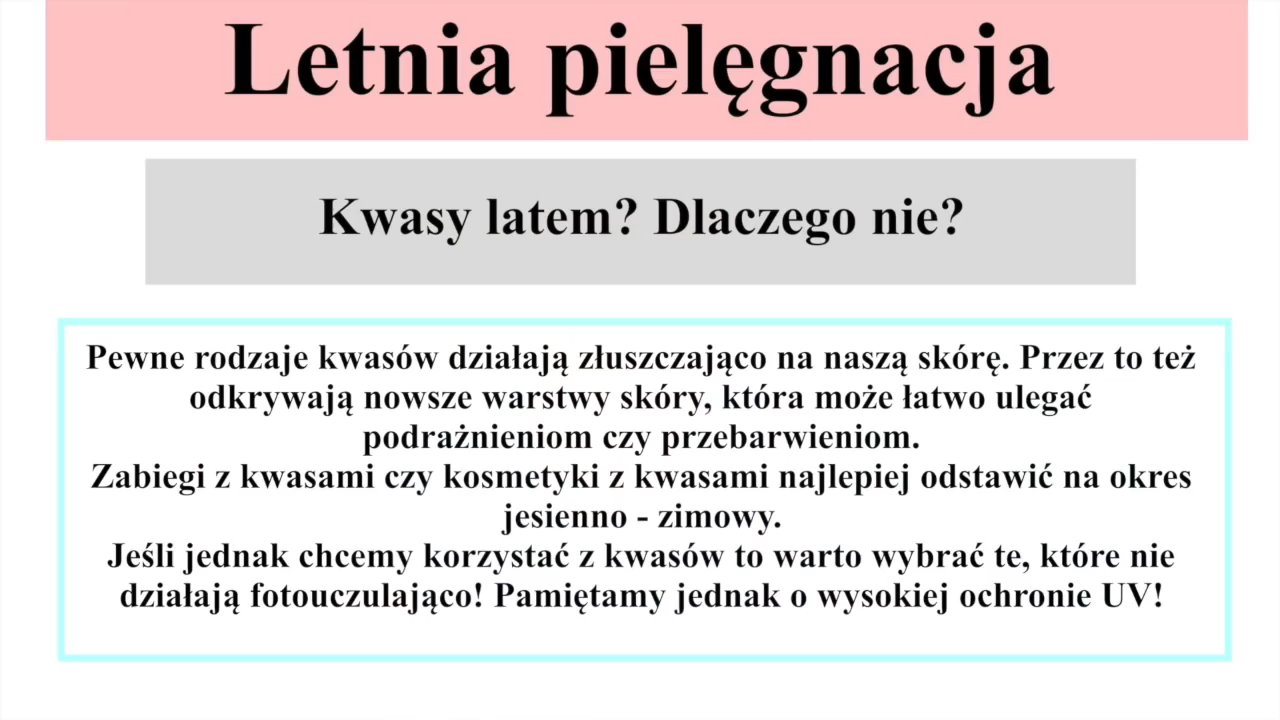 Letnia pielęgnacja
Kwasy latem? Dlaczego nie?
Pewne rodzaje kwasów działają złuszczająco na naszą skórę. Przez to też
odkrywają nowsze warstwy skóry, która może łatwo ulegać
podrażnieniom czy przebarwieniom.
Zabiegi z kwasami czy kosmetyki z kwasami najlepiej odstawić na okres
jesienno - zimowy.
Jeśli jednak chcemy korzystać z kwasów to warto wybrać te, które nie
działają fotouczulająco! Pamiętamy jednak o wysokiej ochronie UV!